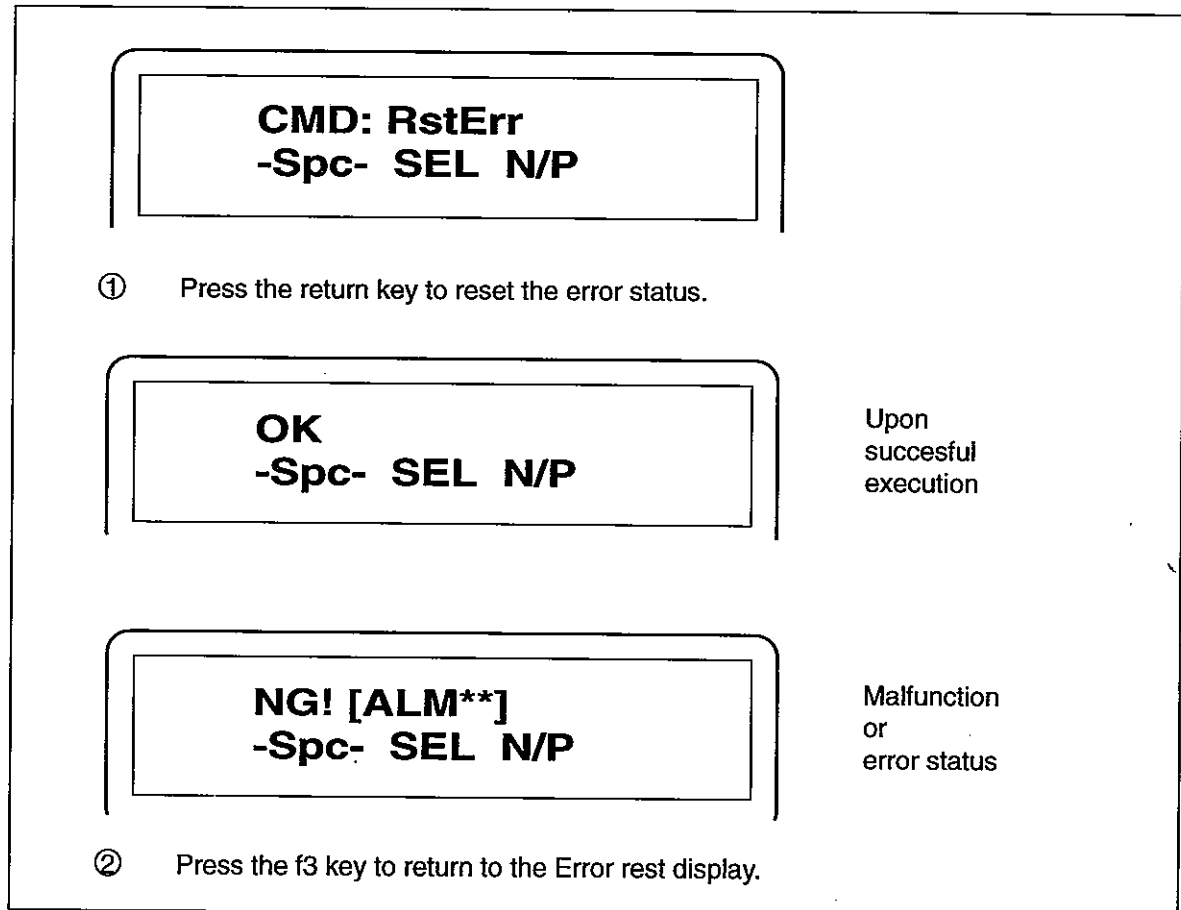 CMD: RstErr
-Spc- SEL N/P
① Press the return key to reset the error status.
OK
-Spc- SEL N/P
Upon
succesful
execution
NG! [ALM**]
-Spc- SEL N/P
Malfunction
or
error status
② Press the f3 key to return to the Error rest display.